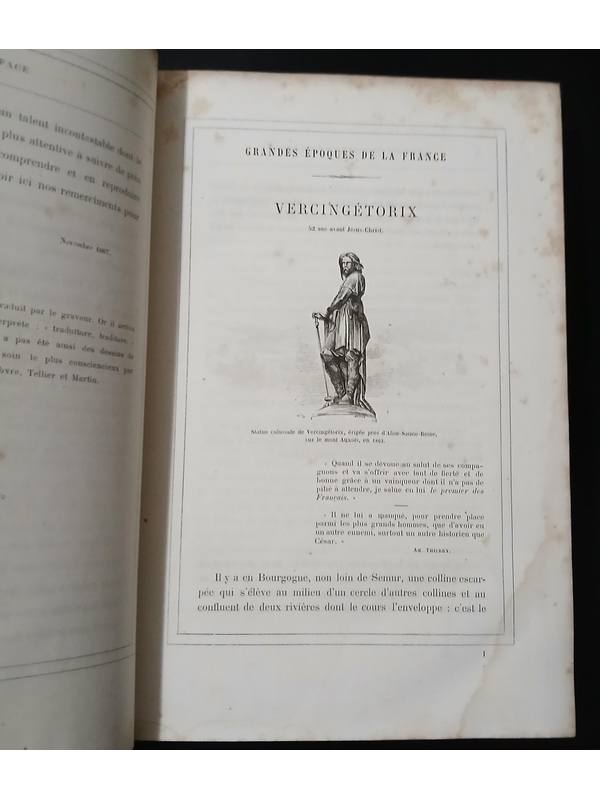 FACE
talent incontestable dont
plus attentive à suivre de près
comprendre et en reproduire
ici nos remerciments pour
Novembre 1867
par le graveur. Or il arrive
traduttore, traditore.
a pas été ainsi des dessins de
soin le plus consciencieux par
Tellier et Martin.
GRANDES ÉPOQUES DE LA FRANCE
VERCINGÉTORIX
52 ans avant Jésus-Christ.
Statue colossale de Vercingétorix, érigée près d'Alise-Sainte-Reine,
sur le mont Auxois, en 1865.
« Quand il se dévoue au salut de ses compa-
gnons et va s'offrir avec tant de fierté et de
bonne grâce à un vainqueur dont il n'a pas de
pitié à attendre, je salue en lui le premier des
Français. »
« Il ne lui a manqué, pour prendre place
parmi les plus grands hommes, que d'avoir eu
un autre ennemi, surtout un autre historien que
César. »
Am. Thierry.
Il y a en Bourgogne, non loin de Semur, une colline escar-
pée qui s'élève au milieu d'un cercle d'autres collines et au
confluent de deux rivières dont le cours l'enveloppe : c'est le
1